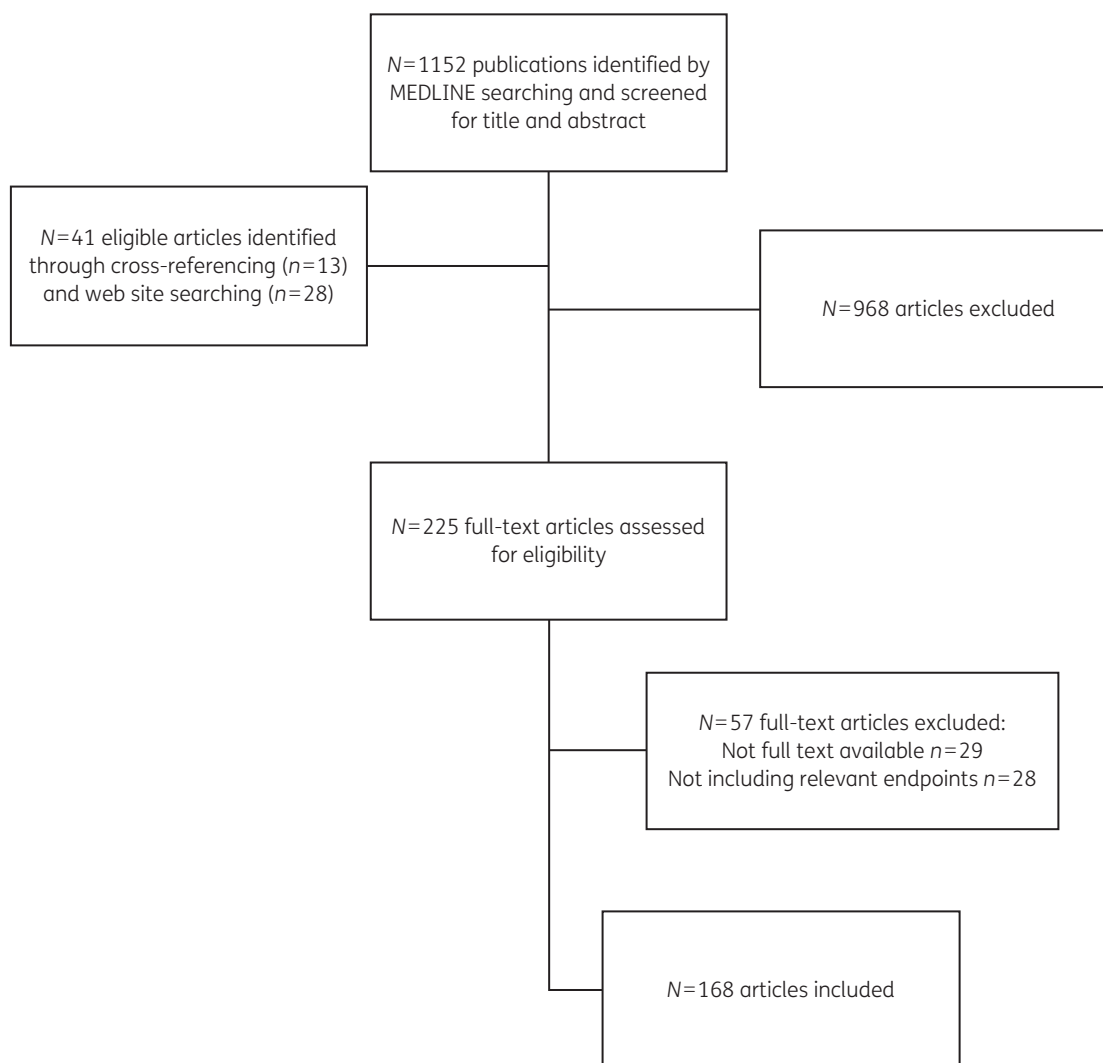 N=1152 publications identified by
MEDLINE searching and screened
for title and abstract
N=41 eligible articles identified
through cross-referencing (n=13)
and web site searching (n=28)
N=968 articles excluded
N=225 full-text articles assessed
for eligibility
N=57 full-text articles excluded:
Not full text available n=29
Not including relevant endpoints n=28
N=168 articles included